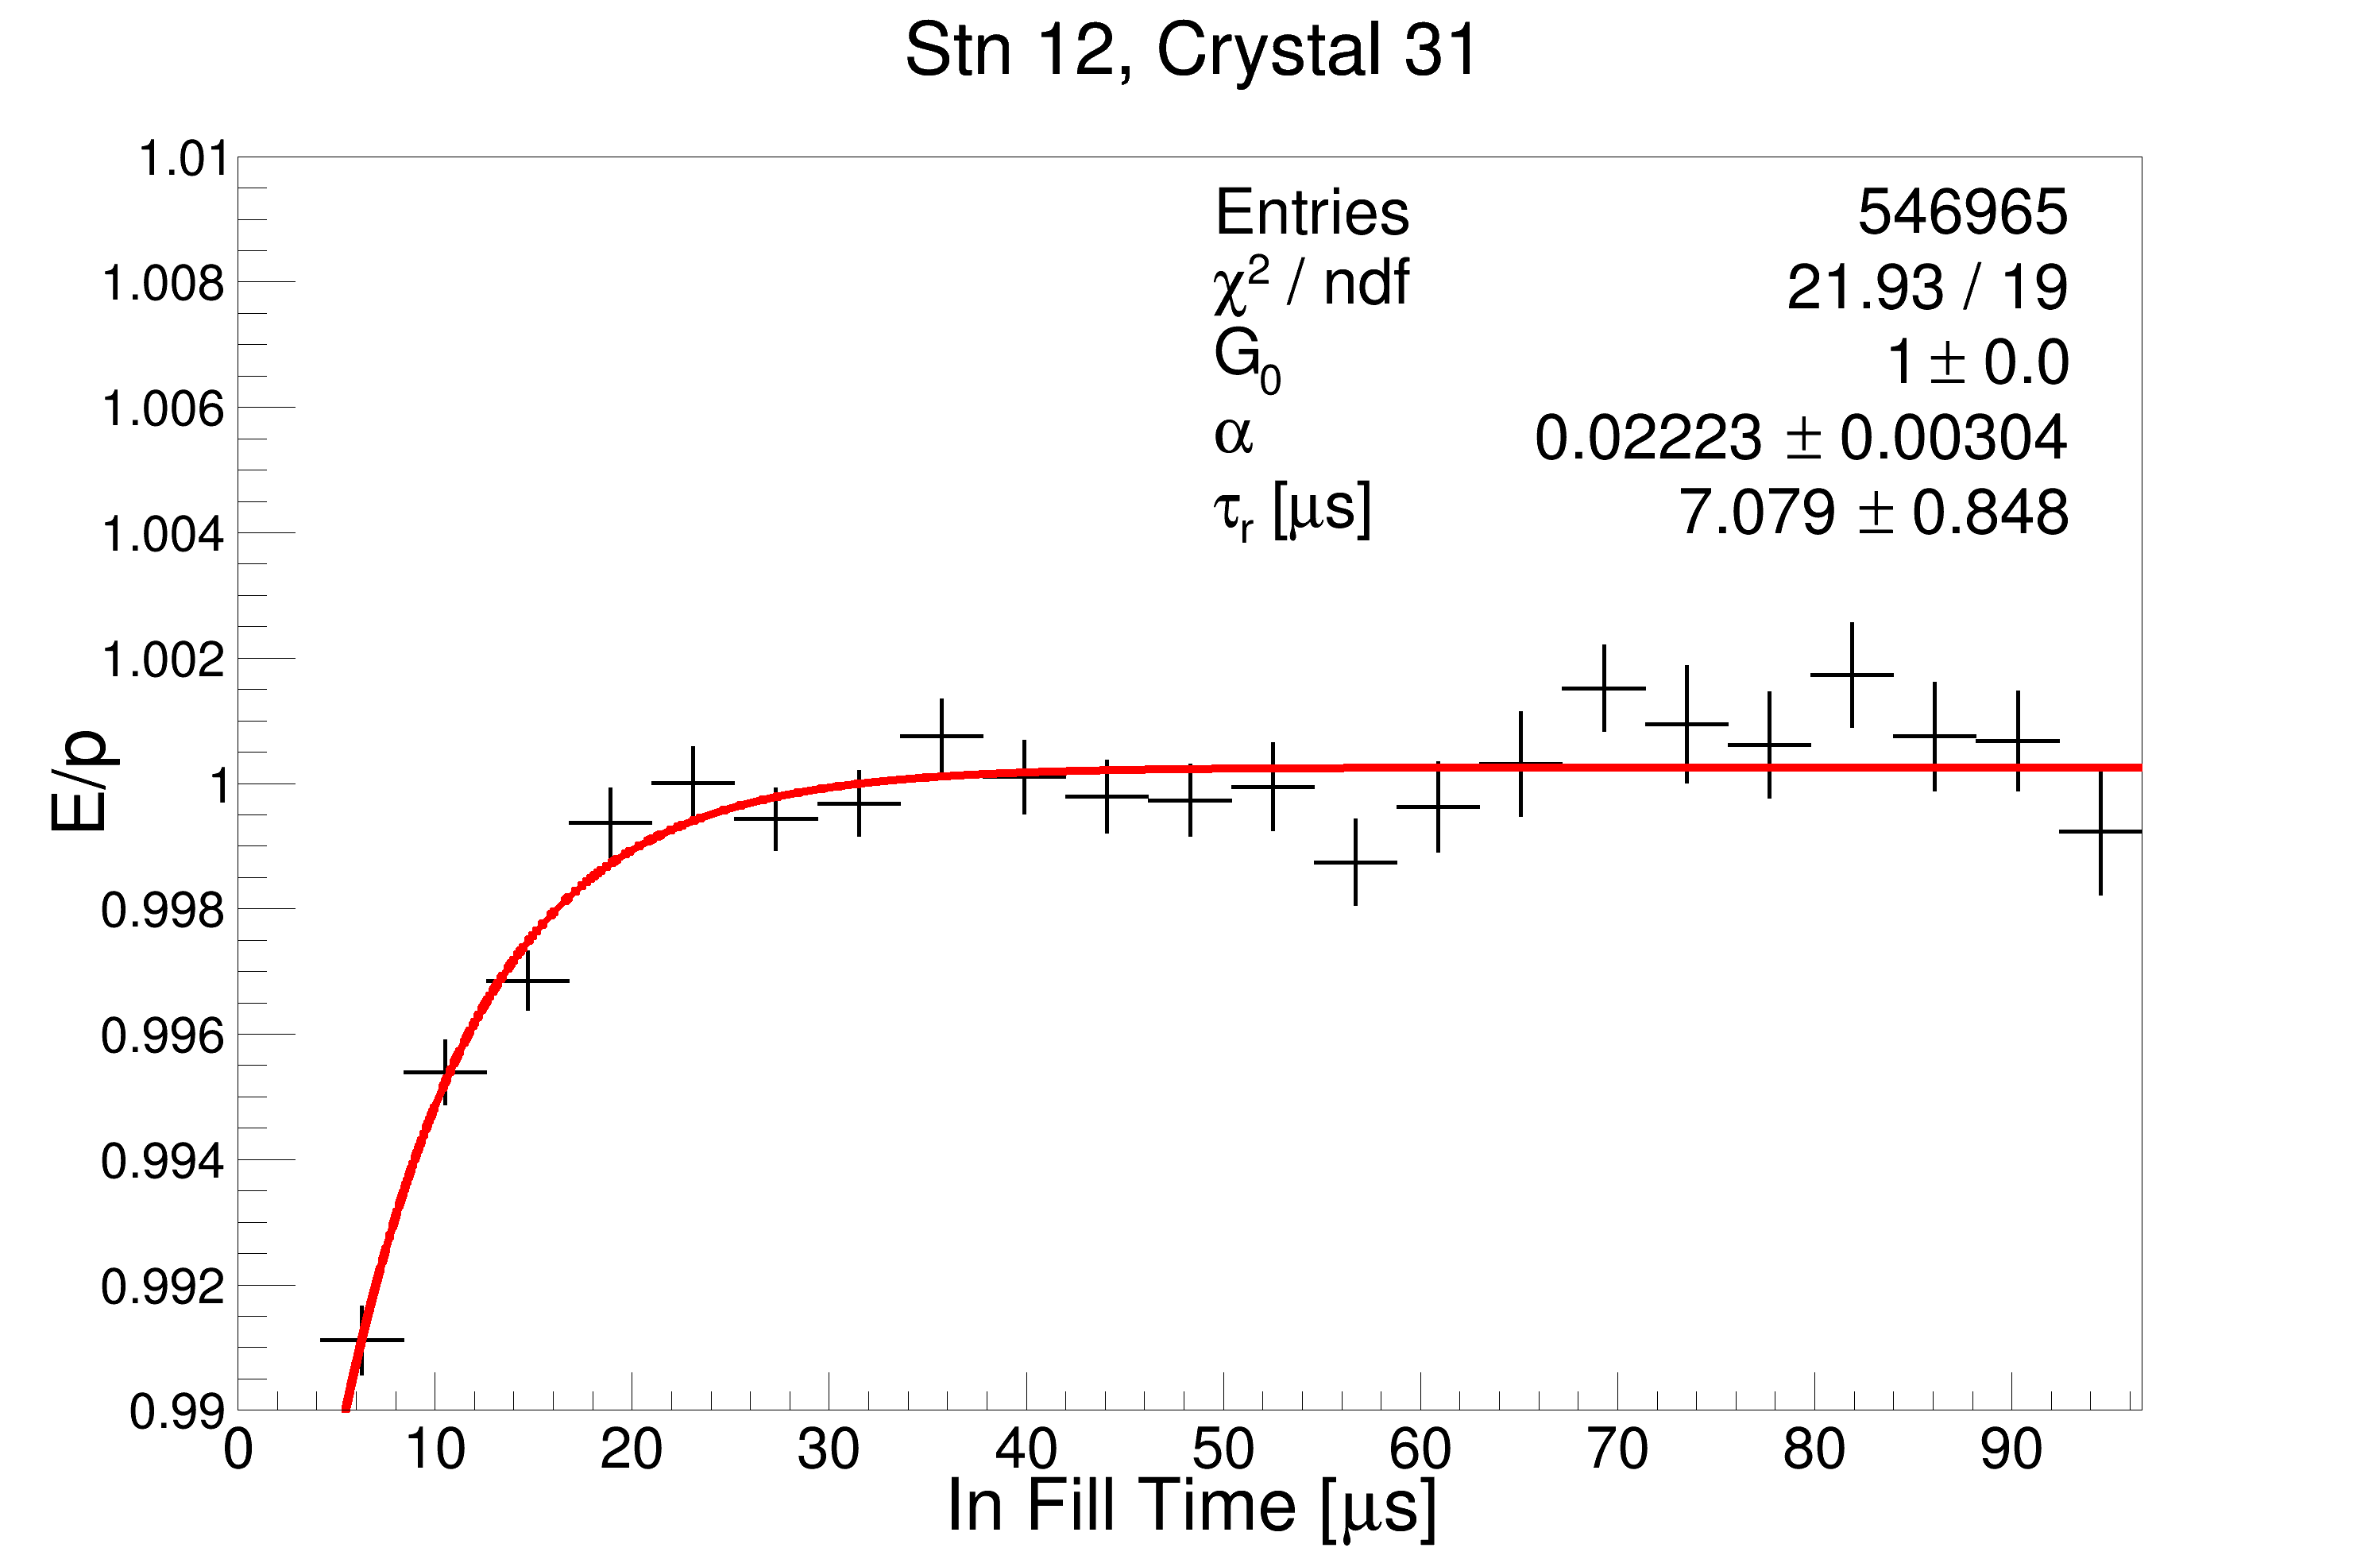 Stn 12, Crystal 31
Entries 546965
χ² / ndf 21.93 / 19
G₀ 1 ± 0.0
α 0.02223 ± 0.00304
τᵣ [μs] 7.079 ± 0.848
1.01
1.008
1.006
1.004
1.002
1
0.998
0.996
0.994
0.992
0.99
E/p
0 10 20 30 40 50 60 70 80 90
In Fill Time [μs]